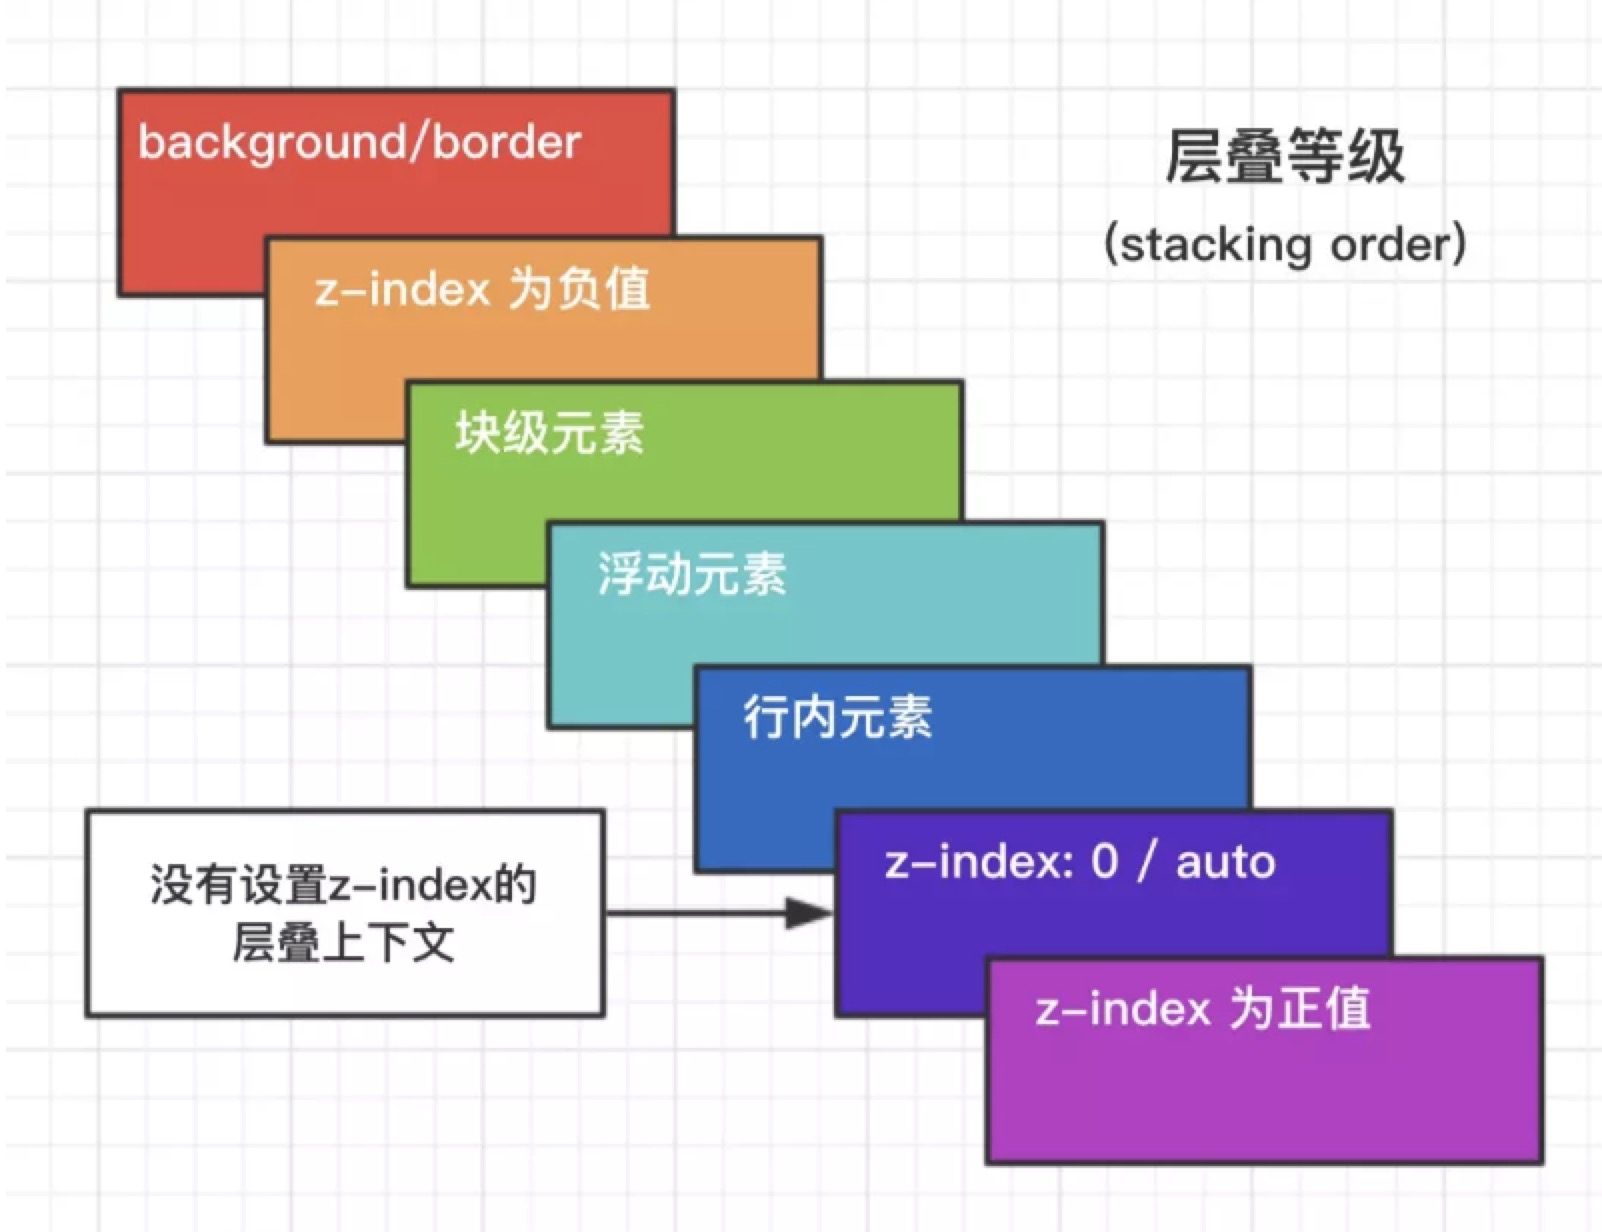 background/border
层叠等级
(stacking order)
z-index 为负值
块级元素
浮动元素
行内元素
没有设置z-index的
层叠上下文
z-index: 0 / auto
z-index 为正值